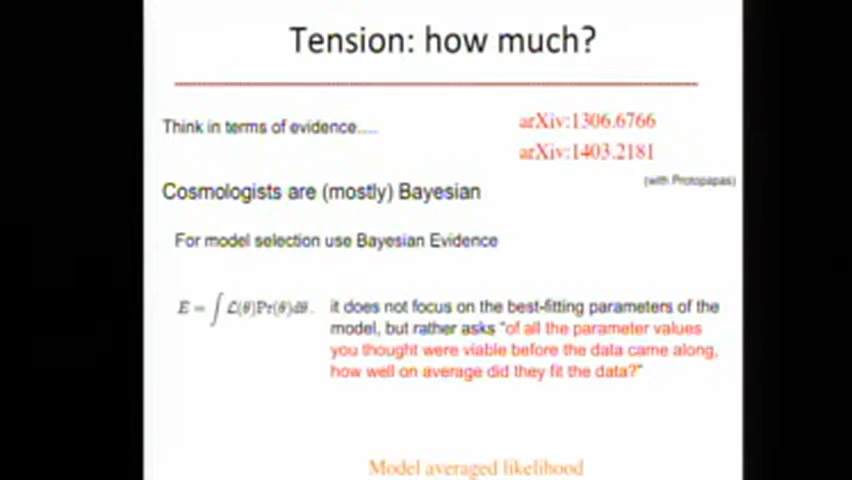 Tension: how much?
Think in terms of evidence....
arXiv:1306.6766
arXiv:1403.2181
(with Protopapas)
Cosmologists are (mostly) Bayesian
For model selection use Bayesian Evidence
E = ∫ ℒ(θ)Pr(θ)dθ.
it does not focus on the best-fitting parameters of the
model, but rather asks "of all the parameter values
you thought were viable before the data came along,
how well on average did they fit the data?"
Model averaged likelihood